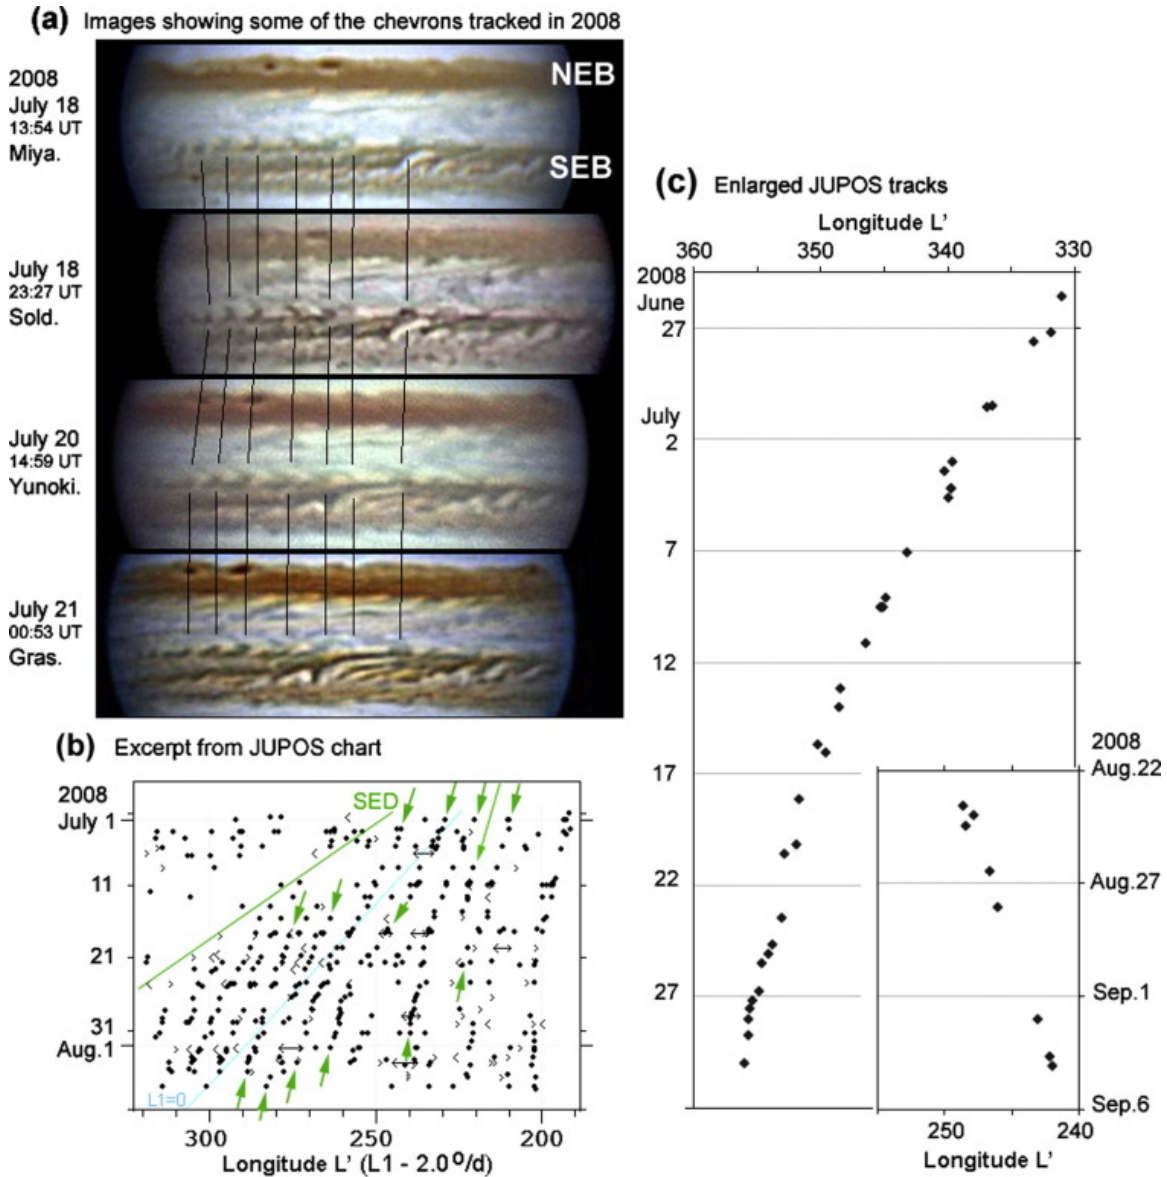 (a) Images showing some of the chevrons tracked in 2008
2008
July 18
13:54 UT
Miya.
NEB
SEB
July 18
23:27 UT
Sold.
July 20
14:59 UT
Yunoki.
July 21
00:53 UT
Gras.
(b) Excerpt from JUPOS chart
2008
July 1
11
21
31
Aug.1
SED
L1=0
300 250 200
Longitude L' (L1 - 2.0º/d)
(c) Enlarged JUPOS tracks
Longitude L'
360 350 340 330
2008
June
27
July
2
7
12
17
22
27
2008
Aug.22
Aug.27
Sep.1
Sep.6
250 240
Longitude L'